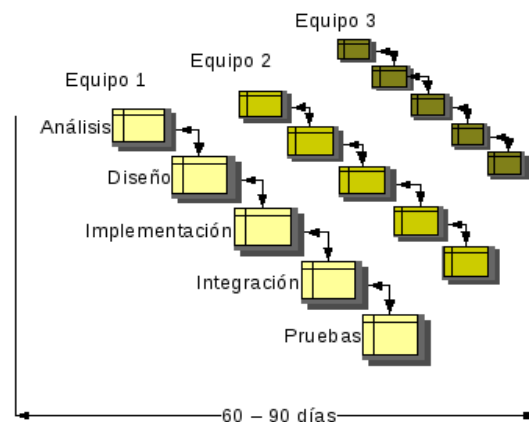 Equipo 3
Equipo 2
Equipo 1
Análisis
Diseño
Implementación
Integración
Pruebas
60 – 90 días